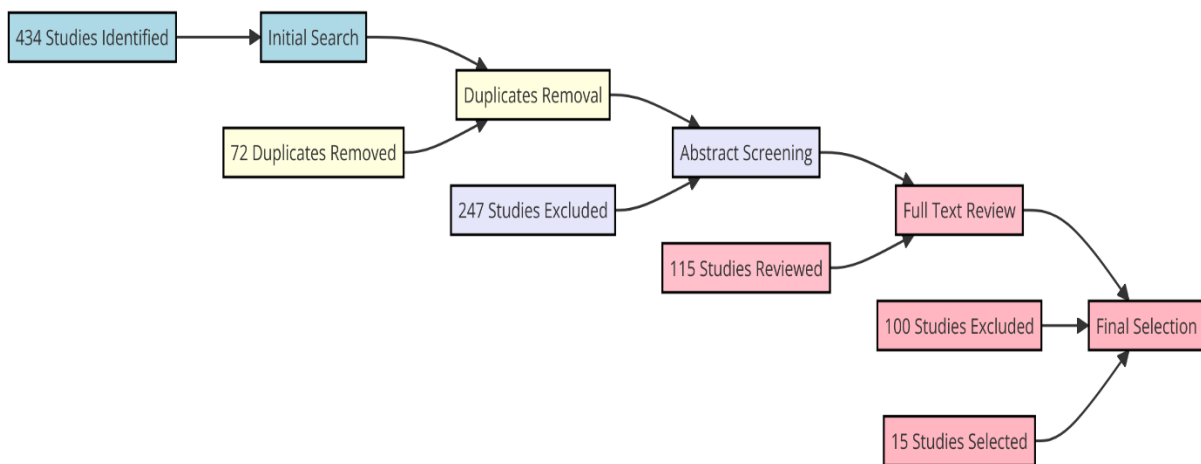 434 Studies Identified
Initial Search
Duplicates Removal
72 Duplicates Removed
Abstract Screening
247 Studies Excluded
Full Text Review
115 Studies Reviewed
100 Studies Excluded
Final Selection
15 Studies Selected